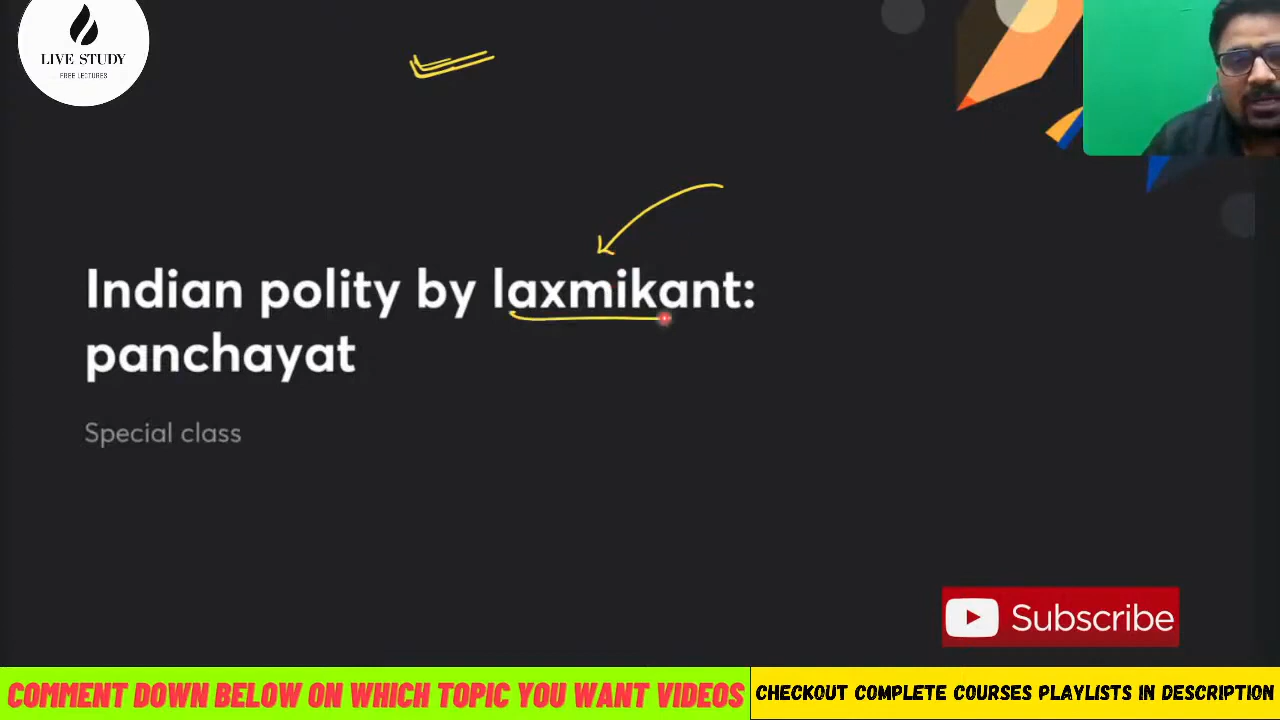 LIVE STUDY
FREE LECTURES
Indian polity by laxmikant:
panchayat
Special class
Subscribe
COMMENT DOWN BELOW ON WHICH TOPIC YOU WANT VIDEOS
CHECKOUT COMPLETE COURSES PLAYLISTS IN DESCRIPTION